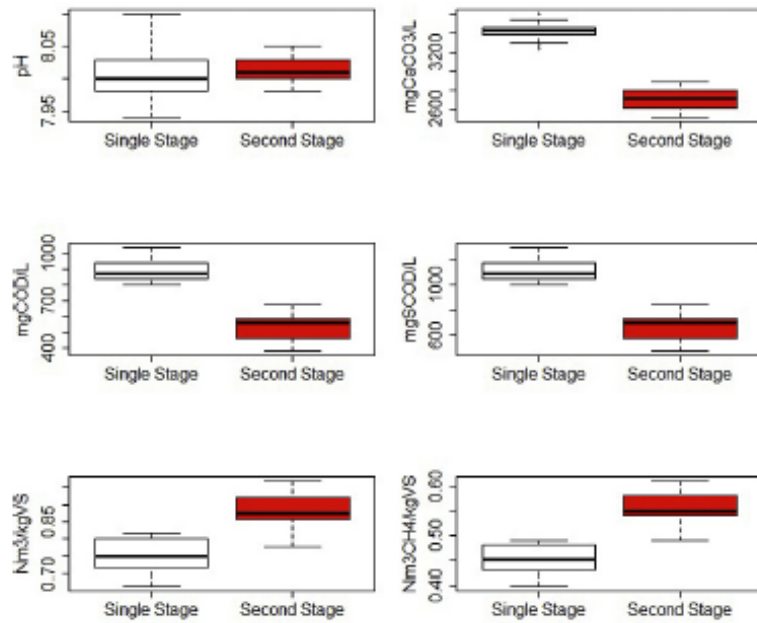 pH
8.05
7.95
Single Stage Second Stage
mgCaCO3/L
3200
2600
Single Stage Second Stage
mgCOD/L
1000
700
400
Single Stage Second Stage
mgSCOD/L
1000
600
Single Stage Second Stage
Nm3/kgVS
0.85
0.70
Single Stage Second Stage
Nm3CH4/kgVS
0.60
0.50
0.40
Single Stage Second Stage